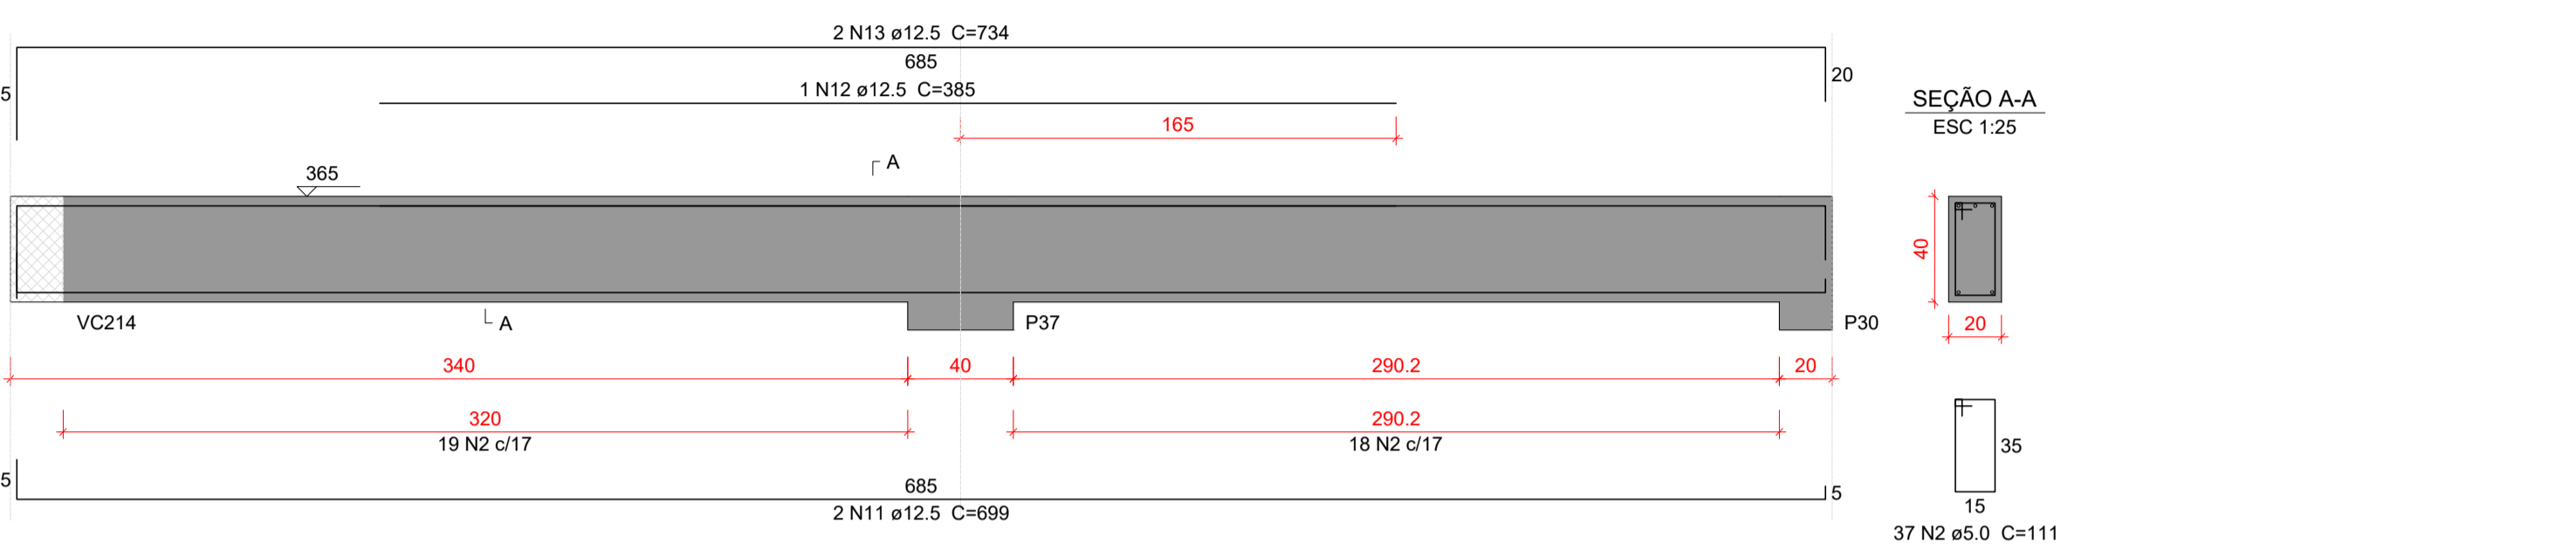 2 N13 ø12.5 C=734
685
5
20
1 N12 ø12.5 C=385
165
A
365
VC214
A
P37
P30
340
40
290.2
20
320
290.2
19 N2 c/17
18 N2 c/17
5
685
5
2 N11 ø12.5 C=699
SEÇÃO A-A
ESC 1:25
40
20
35
15
37 N2 ø5.0 C=111